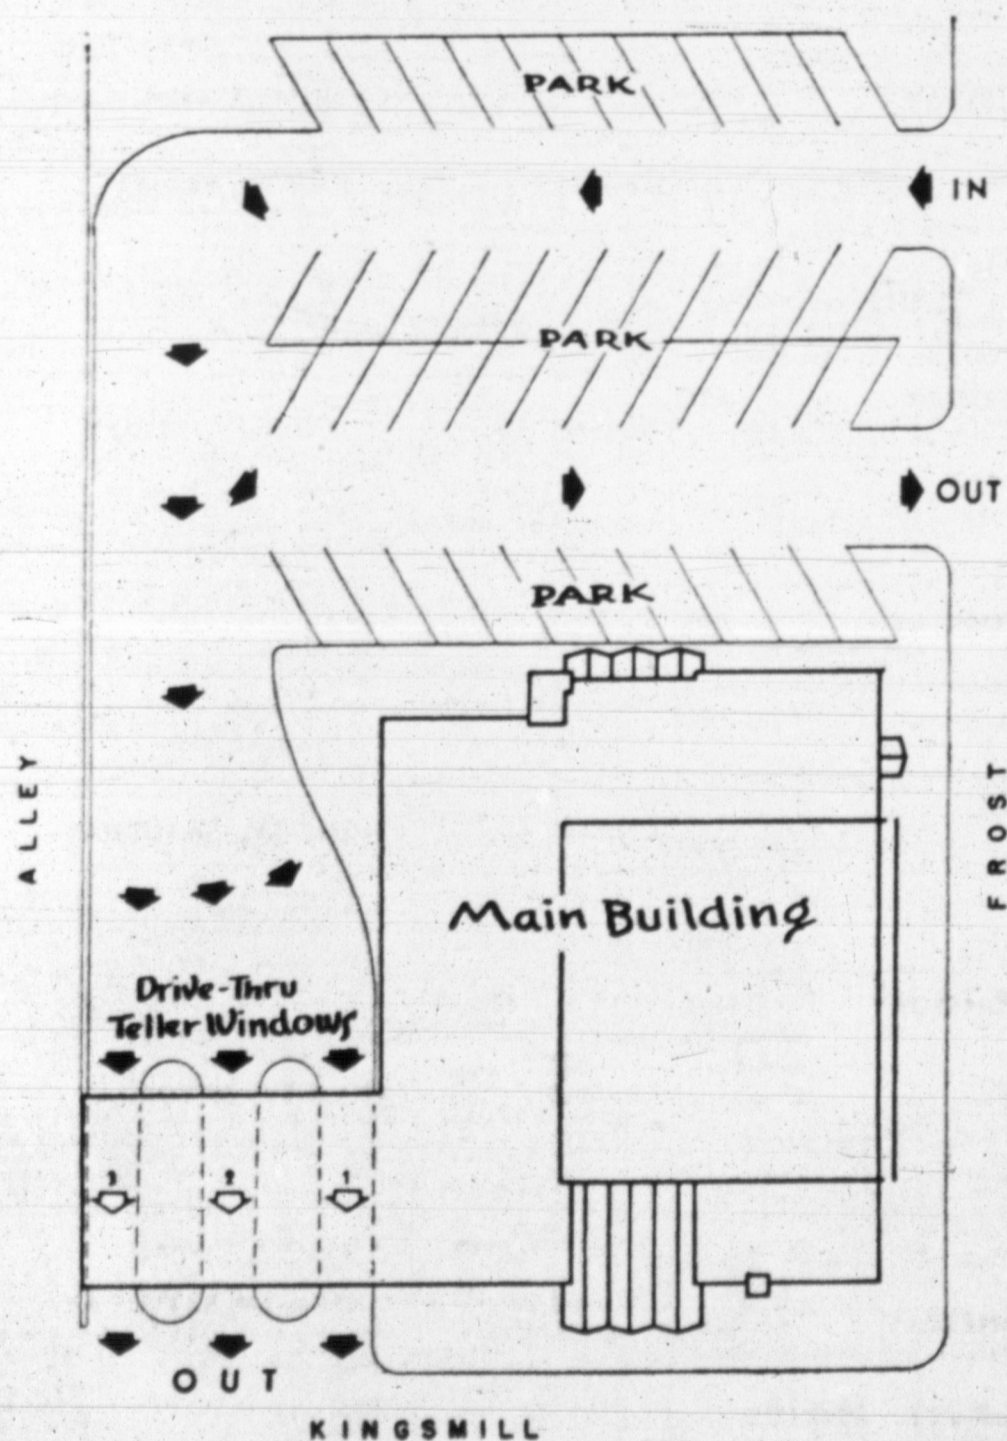 PARK
IN
PARK
OUT
PARK
ALLEY
FROST
Main Building
Drive-Thru
Teller Windows
3 2 1
OUT
KINGSMILL